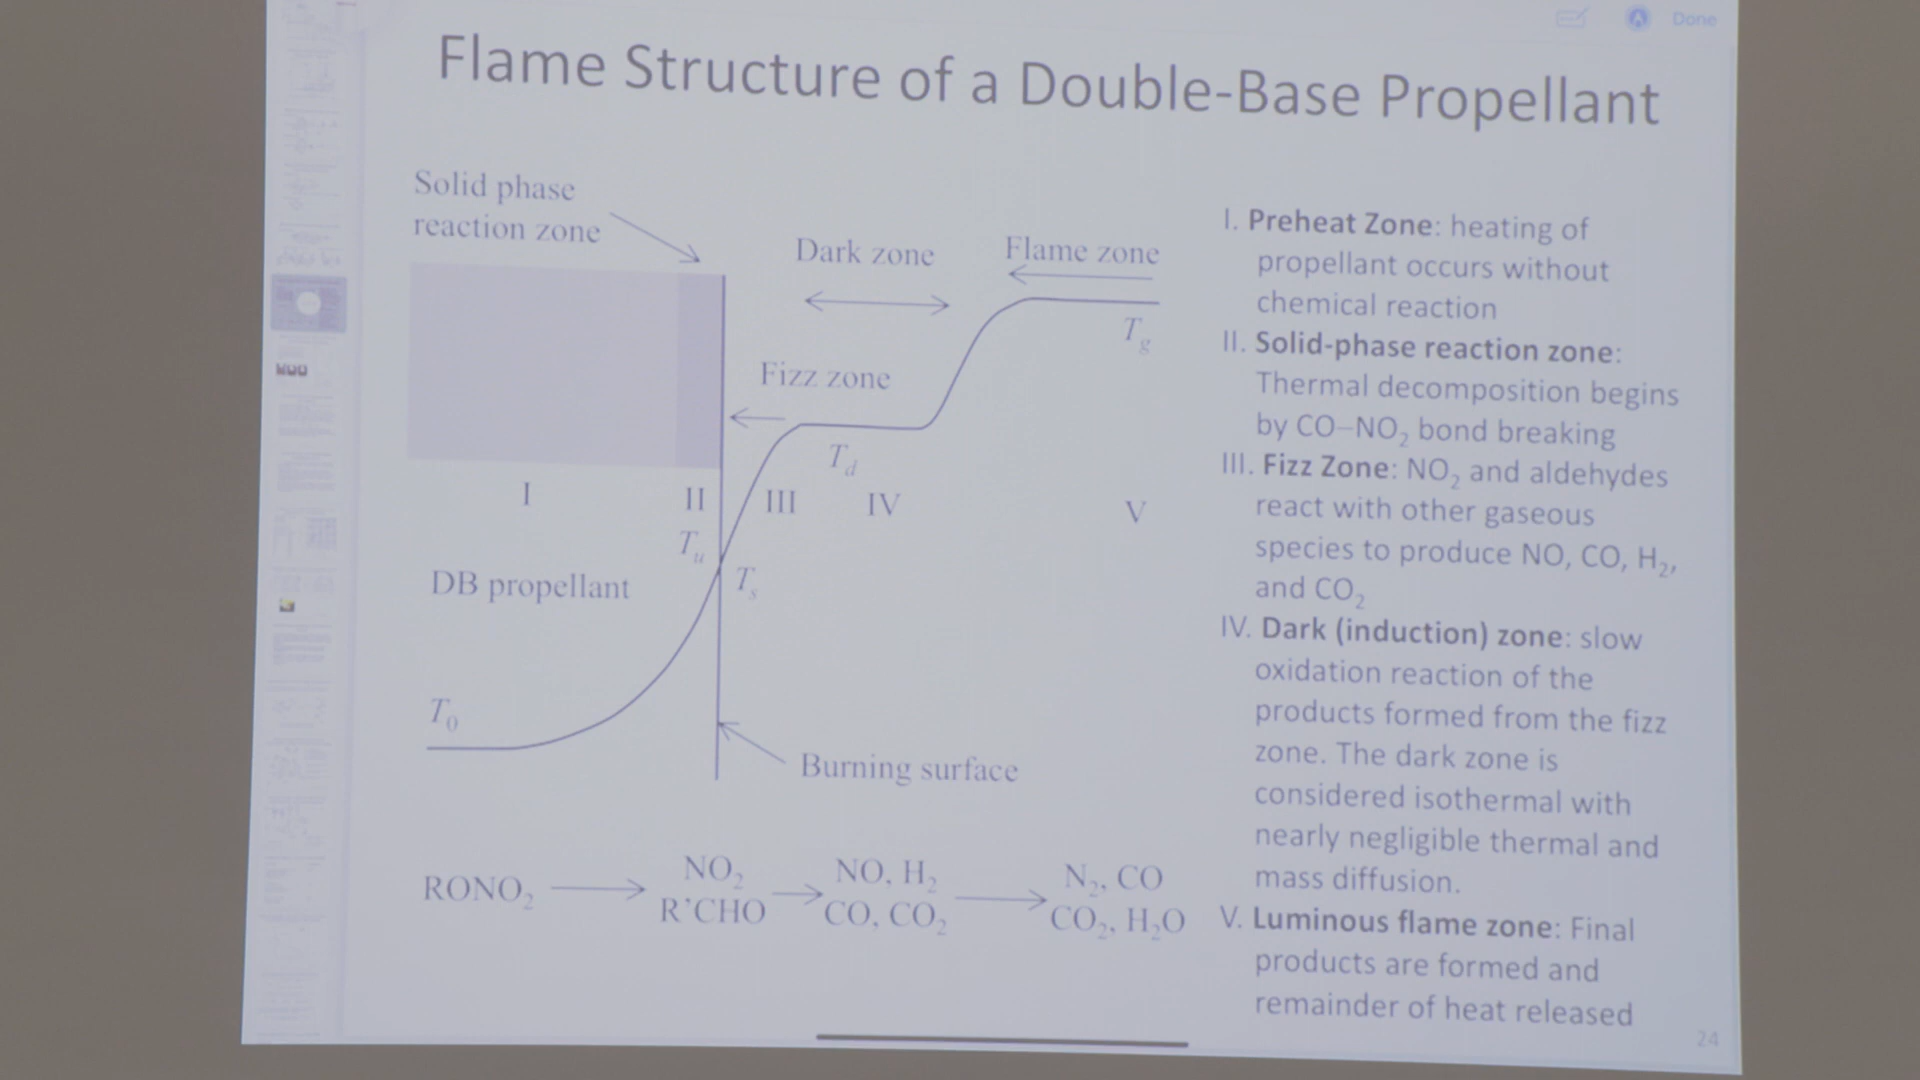 Done
Flame Structure of a Double-Base Propellant
Solid phase
reaction zone
Dark zone
Flame zone
T_g
Fizz zone
T_d
I
II
III
IV
V
T_u
T_s
DB propellant
T_0
Burning surface
RONO₂
NO₂
R’CHO
NO, H₂
CO, CO₂
N₂, CO
CO₂, H₂O
I. Preheat Zone: heating of
propellant occurs without
chemical reaction
II. Solid-phase reaction zone:
Thermal decomposition begins
by CO–NO₂ bond breaking
III. Fizz Zone: NO₂ and aldehydes
react with other gaseous
species to produce NO, CO, H₂,
and CO₂
IV. Dark (induction) zone: slow
oxidation reaction of the
products formed from the fizz
zone. The dark zone is
considered isothermal with
nearly negligible thermal and
mass diffusion.
V. Luminous flame zone: Final
products are formed and
remainder of heat released
24